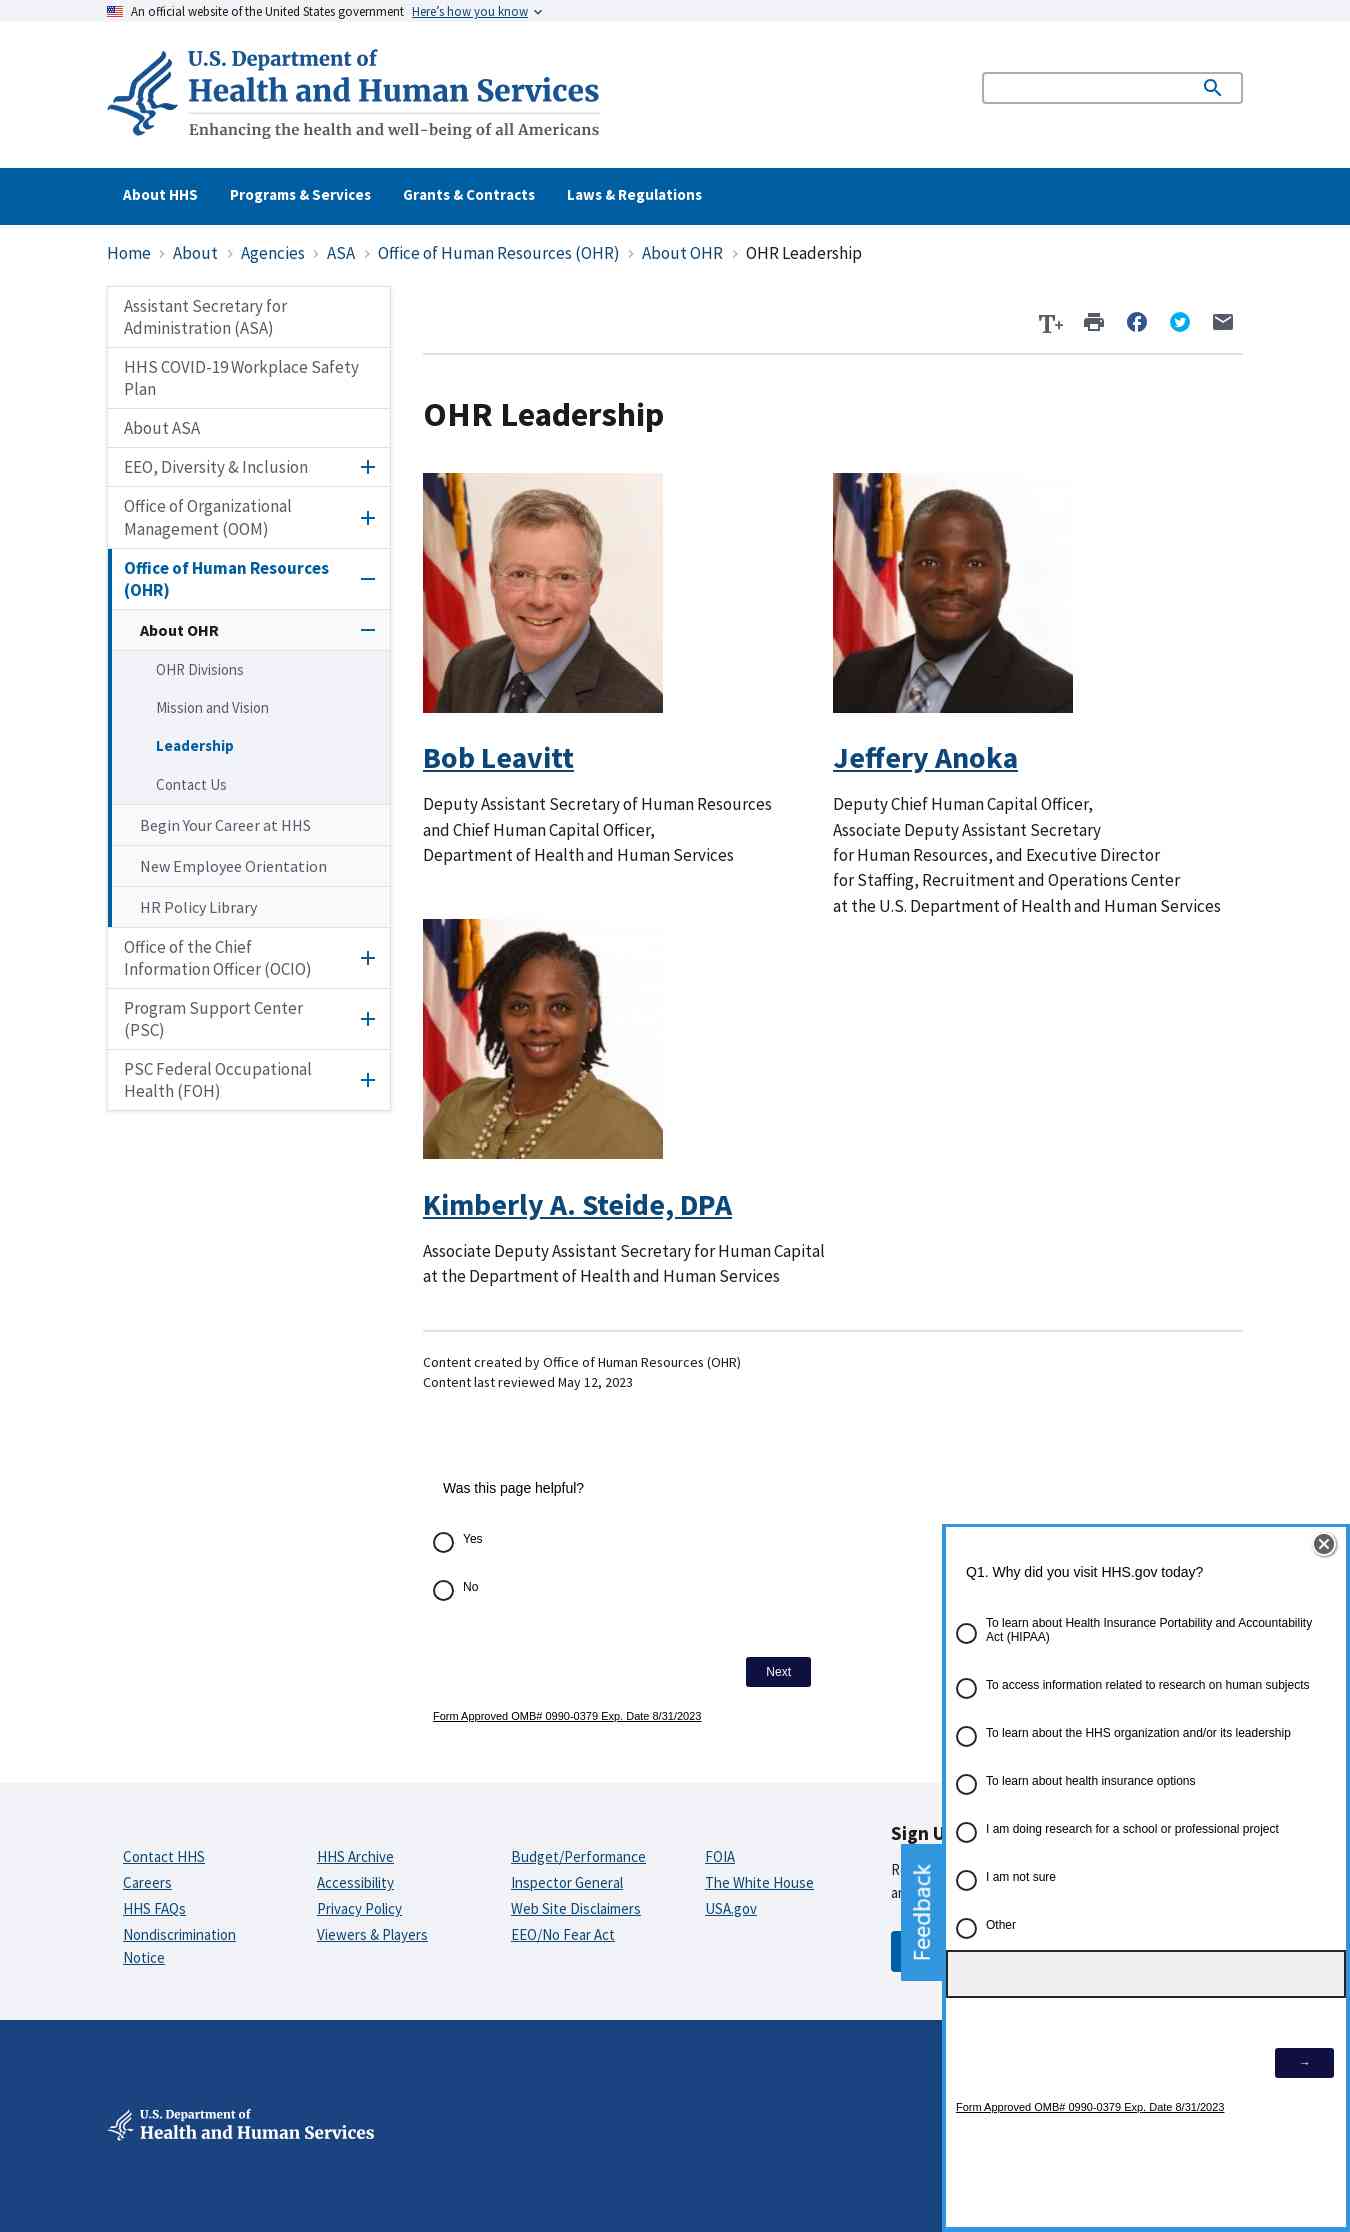 An official website of the United States government Here’s how you know
U.S. Department of
Health and Human Services
Enhancing the health and well-being of all Americans
About HHS Programs & Services Grants & Contracts Laws & Regulations
Home > About > Agencies > ASA > Office of Human Resources (OHR) > About OHR > OHR Leadership
Assistant Secretary for
Administration (ASA)
HHS COVID-19 Workplace Safety
Plan
About ASA
EEO, Diversity & Inclusion
Office of Organizational
Management (OOM)
Office of Human Resources
(OHR)
About OHR
OHR Divisions
Mission and Vision
Leadership
Contact Us
Begin Your Career at HHS
New Employee Orientation
HR Policy Library
Office of the Chief
Information Officer (OCIO)
Program Support Center
(PSC)
PSC Federal Occupational
Health (FOH)
T+
OHR Leadership
Bob Leavitt
Deputy Assistant Secretary of Human Resources
and Chief Human Capital Officer,
Department of Health and Human Services
Jeffery Anoka
Deputy Chief Human Capital Officer,
Associate Deputy Assistant Secretary
for Human Resources, and Executive Director
for Staffing, Recruitment and Operations Center
at the U.S. Department of Health and Human Services
Kimberly A. Steide, DPA
Associate Deputy Assistant Secretary for Human Capital
at the Department of Health and Human Services
Content created by Office of Human Resources (OHR)
Content last reviewed May 12, 2023
Was this page helpful?
Yes
No
Next
Form Approved OMB# 0990-0379 Exp. Date 8/31/2023
Q1. Why did you visit HHS.gov today?
To learn about Health Insurance Portability and Accountability
Act (HIPAA)
To access information related to research on human subjects
To learn about the HHS organization and/or its leadership
To learn about health insurance options
I am doing research for a school or professional project
I am not sure
Other
→
Form Approved OMB# 0990-0379 Exp. Date 8/31/2023
Feedback
Contact HHS
Careers
HHS FAQs
Nondiscrimination
Notice
HHS Archive
Accessibility
Privacy Policy
Viewers & Players
Budget/Performance
Inspector General
Web Site Disclaimers
EEO/No Fear Act
FOIA
The White House
USA.gov
Sign
U.S. Department of
Health and Human Services